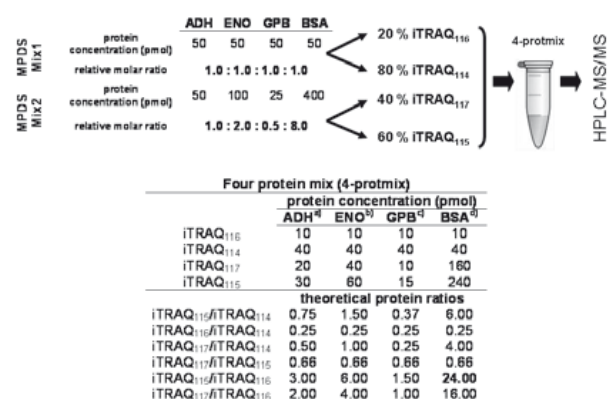 ADH ENO GPB BSA
MPDS Mix1
protein concentration (pmol) 50 50 50 50
relative molar ratio 1.0 : 1.0 : 1.0 : 1.0
20 % iTRAQ116
80 % iTRAQ114
MPDS Mix2
protein concentration (pmol) 50 100 25 400
relative molar ratio 1.0 : 2.0 : 0.5 : 8.0
40 % iTRAQ117
60 % iTRAQ115
4-protmix
HPLC-MS/MS
Four protein mix (4-protmix)
protein concentration (pmol)
ADHa) ENOb) GPBc) BSAd)
iTRAQ116 10 10 10 10
iTRAQ114 40 40 40 40
iTRAQ117 20 40 10 160
iTRAQ115 30 60 15 240
theoretical protein ratios
iTRAQ115/iTRAQ114 0.75 1.50 0.37 6.00
iTRAQ116/iTRAQ114 0.25 0.25 0.25 0.25
iTRAQ117/iTRAQ114 0.50 1.00 0.25 4.00
iTRAQ117/iTRAQ115 0.66 0.66 0.66 0.66
iTRAQ115/iTRAQ116 3.00 6.00 1.50 24.00
iTRAQ117/iTRAQ116 2.00 4.00 1.00 16.00